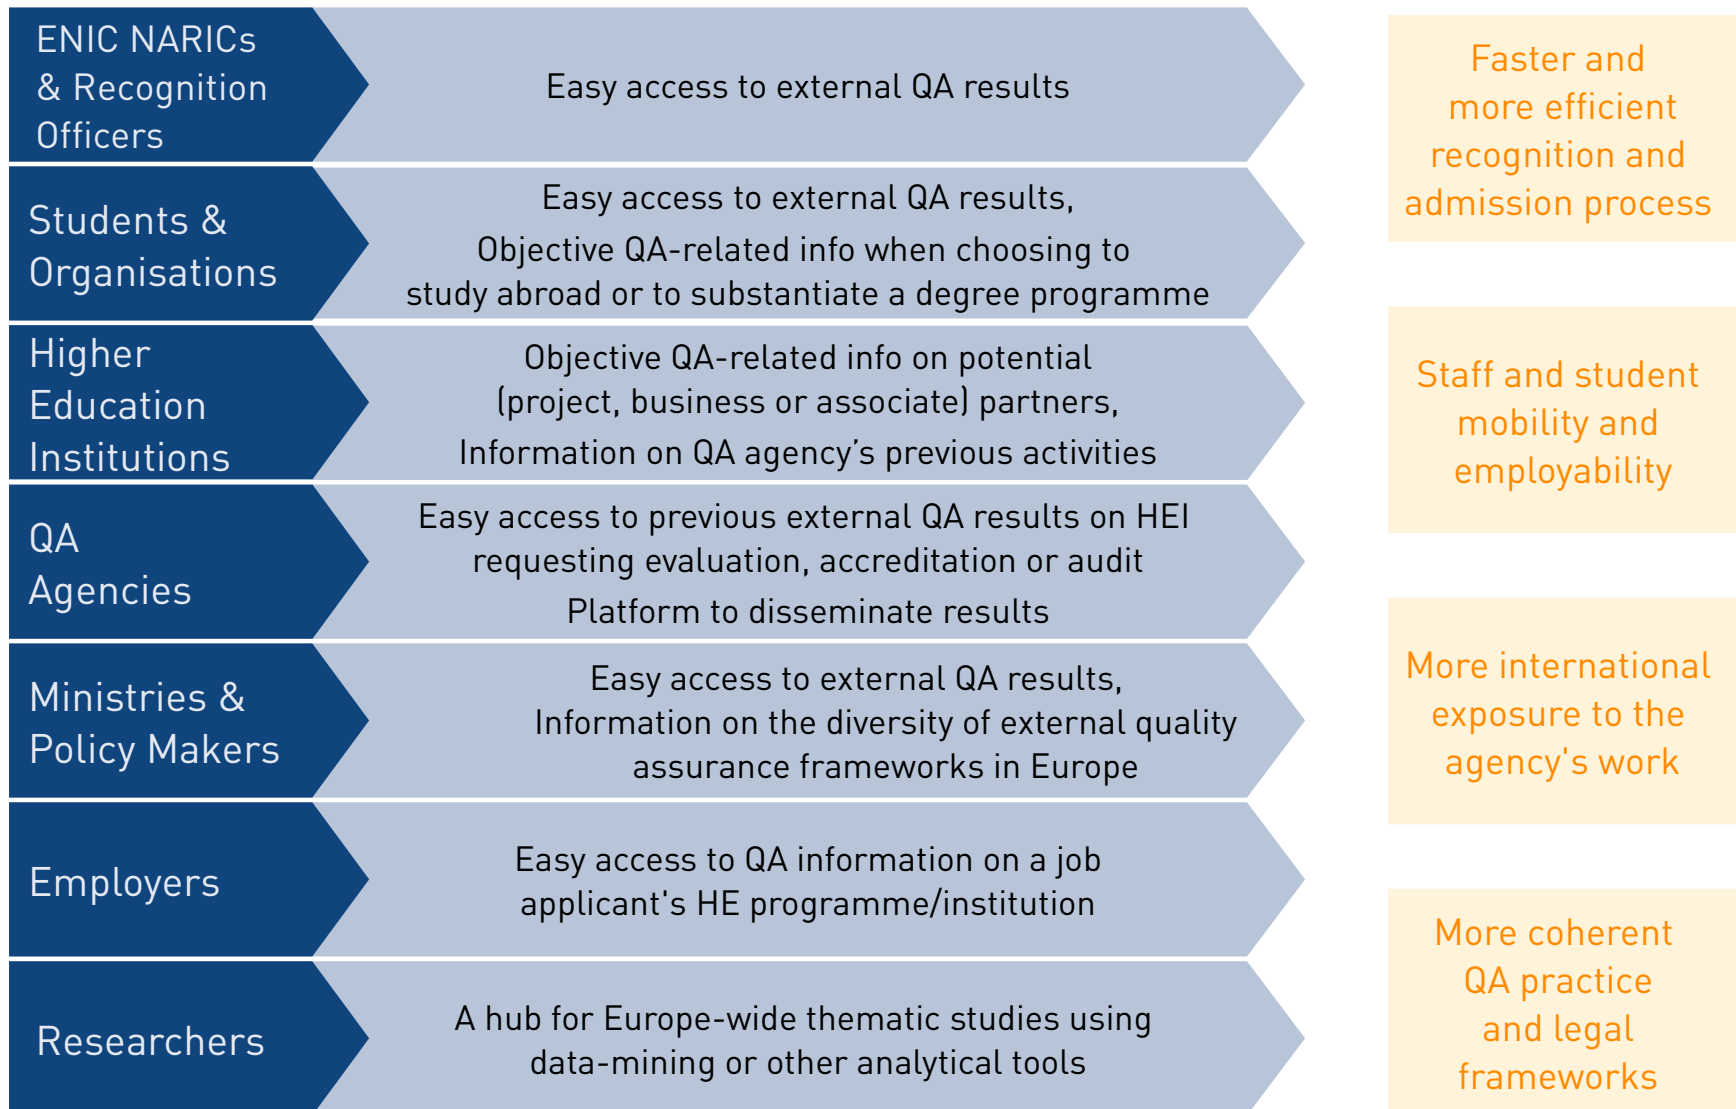 ENIC NARICs
& Recognition
Officers
Easy access to external QA results
Students &
Organisations
Easy access to external QA results,
Objective QA-related info when choosing to
study abroad or to substantiate a degree programme
Higher
Education
Institutions
Objective QA-related info on potential
(project, business or associate) partners,
Information on QA agency’s previous activities
QA
Agencies
Easy access to previous external QA results on HEI
requesting evaluation, accreditation or audit
Platform to disseminate results
Ministries &
Policy Makers
Easy access to external QA results,
Information on the diversity of external quality
assurance frameworks in Europe
Employers
Easy access to QA information on a job
applicant's HE programme/institution
Researchers
A hub for Europe-wide thematic studies using
data-mining or other analytical tools
Faster and
more efficient
recognition and
admission process
Staff and student
mobility and
employability
More international
exposure to the
agency's work
More coherent
QA practice
and legal
frameworks